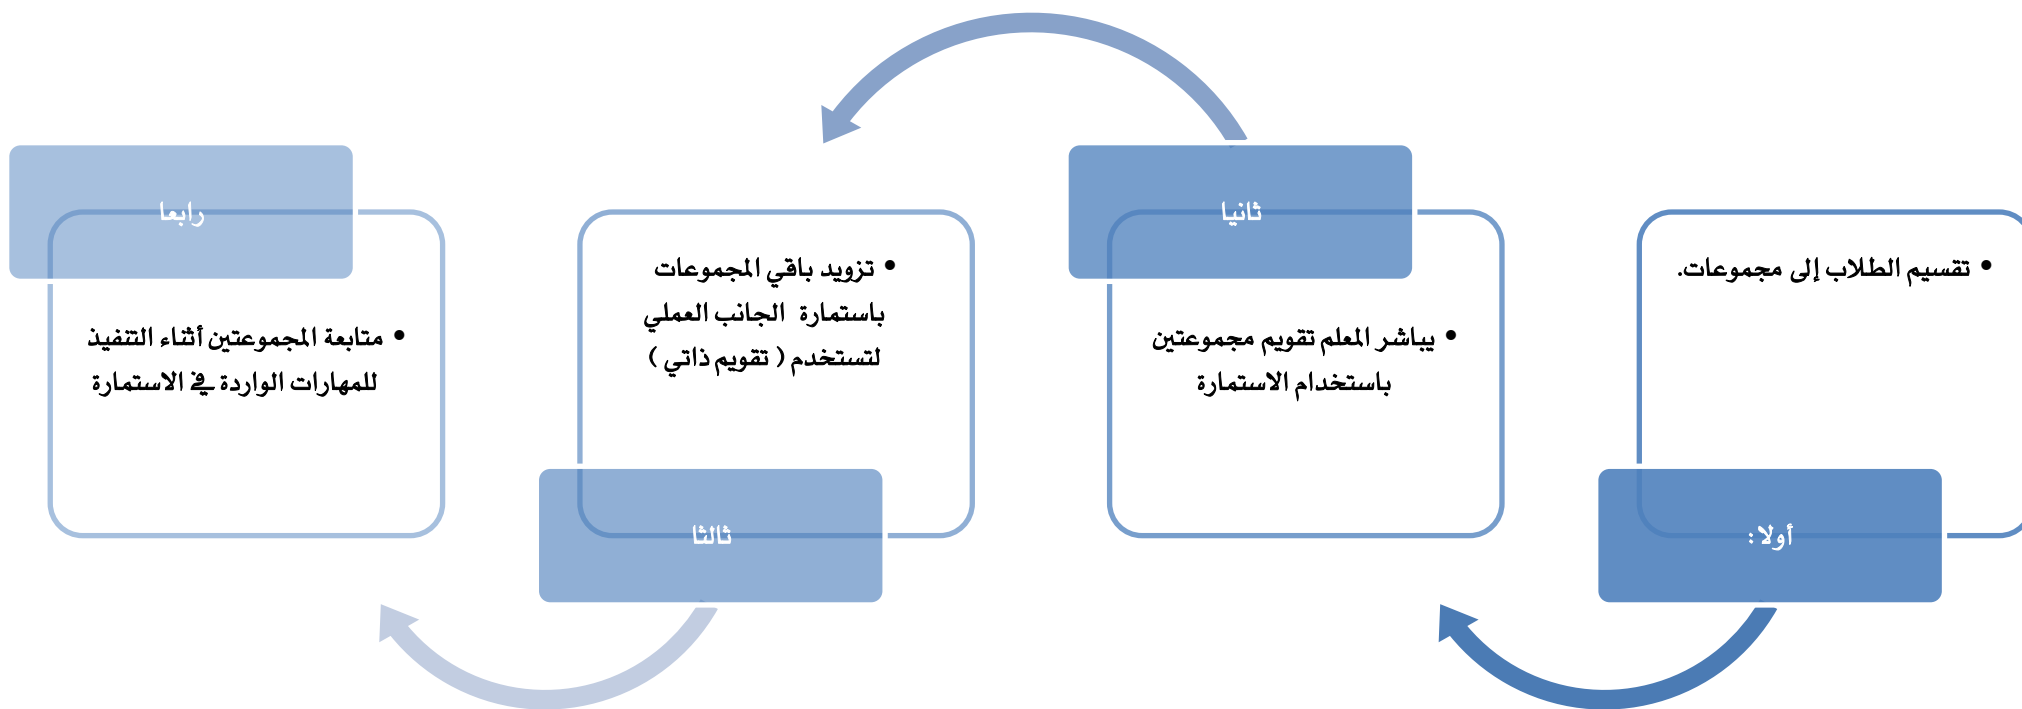 أولا:
• تقسيم الطلاب إلى مجموعات.
ثانيا
• يباشر المعلم تقويم مجموعتين
باستخدام الاستمارة
ثالثا
• تزويد باقي المجموعات
باستمارة الجانب العملي
لتستخدم ( تقويم ذاتي )
رابعا
• متابعة المجموعتين أثناء التنفيذ
للمهارات الواردة في الاستمارة